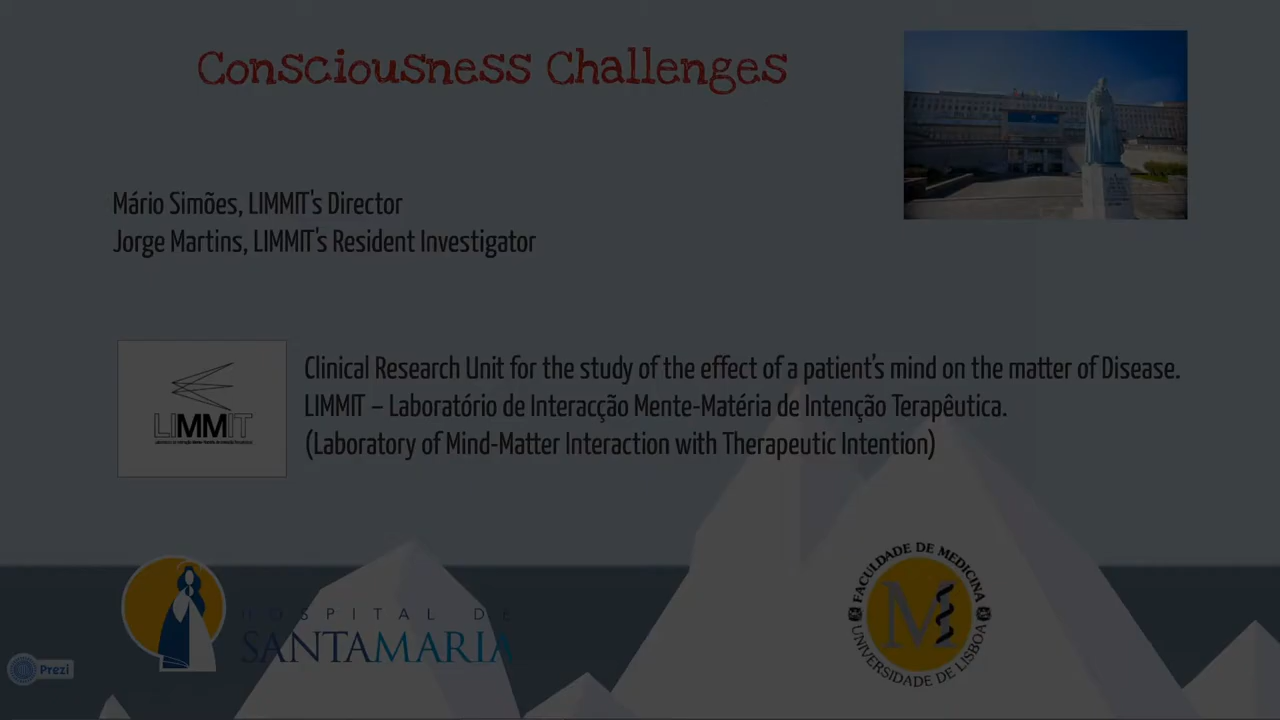 Consciousness Challenges
Mário Simões, LIMMIT's Director
Jorge Martins, LIMMIT's Resident Investigator
Clinical Research Unit for the study of the effect of a patient's mind on the matter of Disease.
LIMMIT – Laboratório de Interacção Mente-Matéria de Intenção Terapêutica.
(Laboratory of Mind-Matter Interaction with Therapeutic Intention)
LIMMIT
HOSPITAL DE
SANTAMARIA
FACULDADE DE MEDICINA
M
UNIVERSIDADE DE LISBOA
Prezi